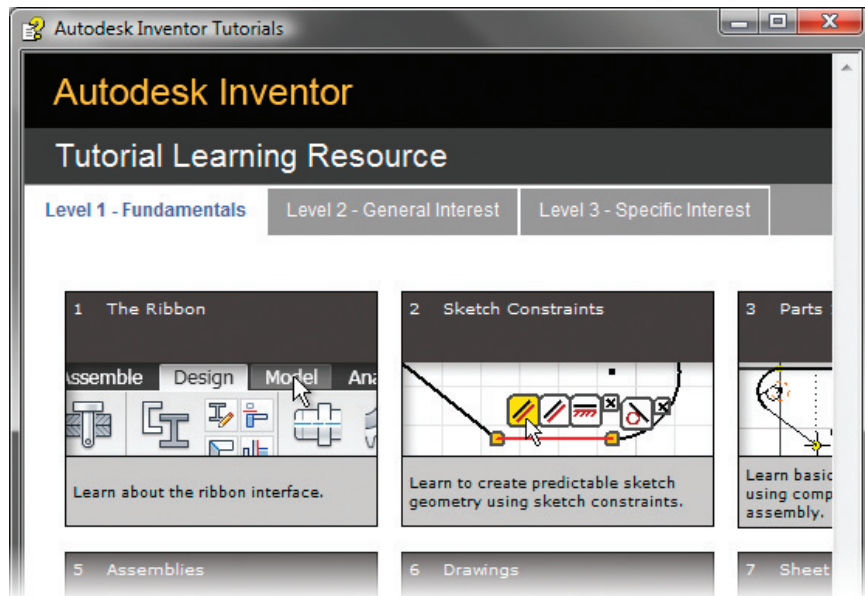 Autodesk Inventor Tutorials
Autodesk Inventor
Tutorial Learning Resource
Level 1 - Fundamentals
Level 2 - General Interest
Level 3 - Specific Interest
1 The Ribbon
Assemble Design Model Ana
Learn about the ribbon interface.
2 Sketch Constraints
Learn to create predictable sketch
geometry using sketch constraints.
3 Parts
Learn basic
using comp
assembly.
5 Assemblies
6 Drawings
7 Sheet